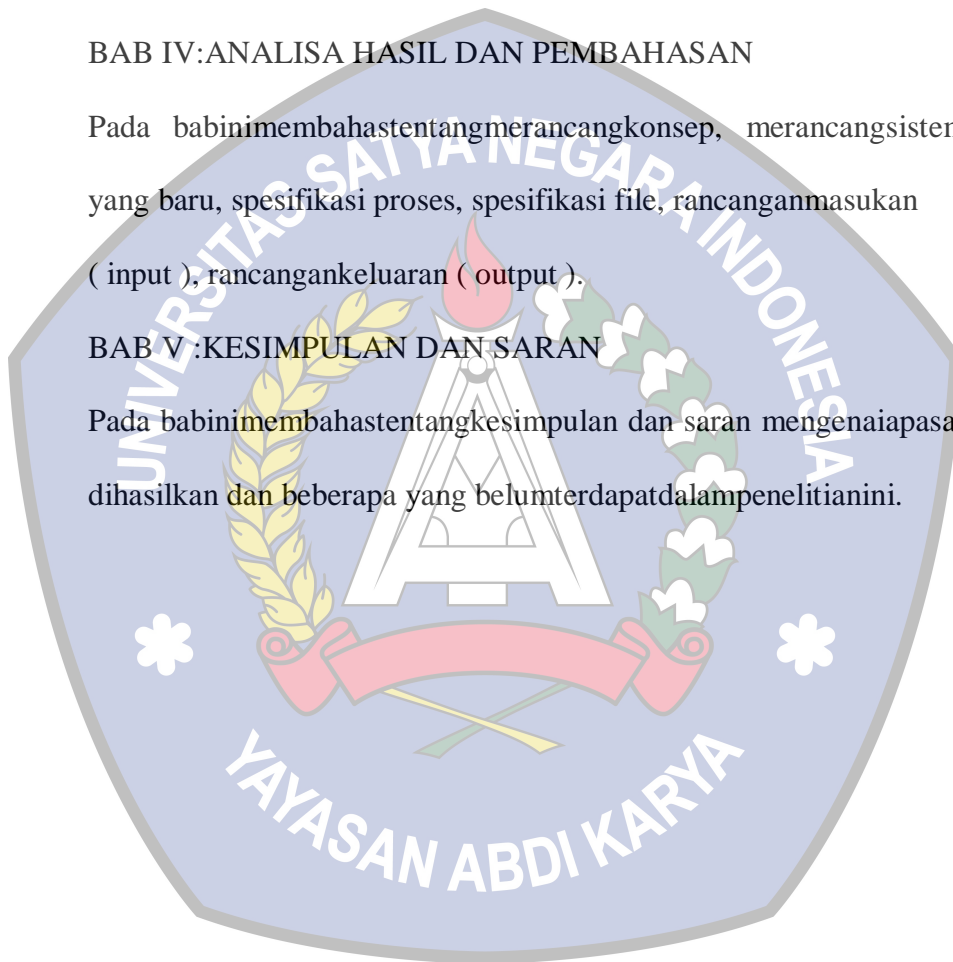 BAB IV:ANALISA HASIL DAN PEMBAHASAN
Pada babinimembahastentangmerancangkonsep, merancangsistem
yang baru, spesifikasi proses, spesifikasi file, rancanganmasukan
( input ), rancangankeluaran ( output ).
BAB V :KESIMPULAN DAN SARAN
Pada babinimembahastentangkesimpulan dan saran mengenaiapasa
dihasilkan dan beberapa yang belumterdapatdalampenelitianini.
UNIVERSITAS SATYA NEGARA INDONESIA
YAYASAN ABDI KARYA